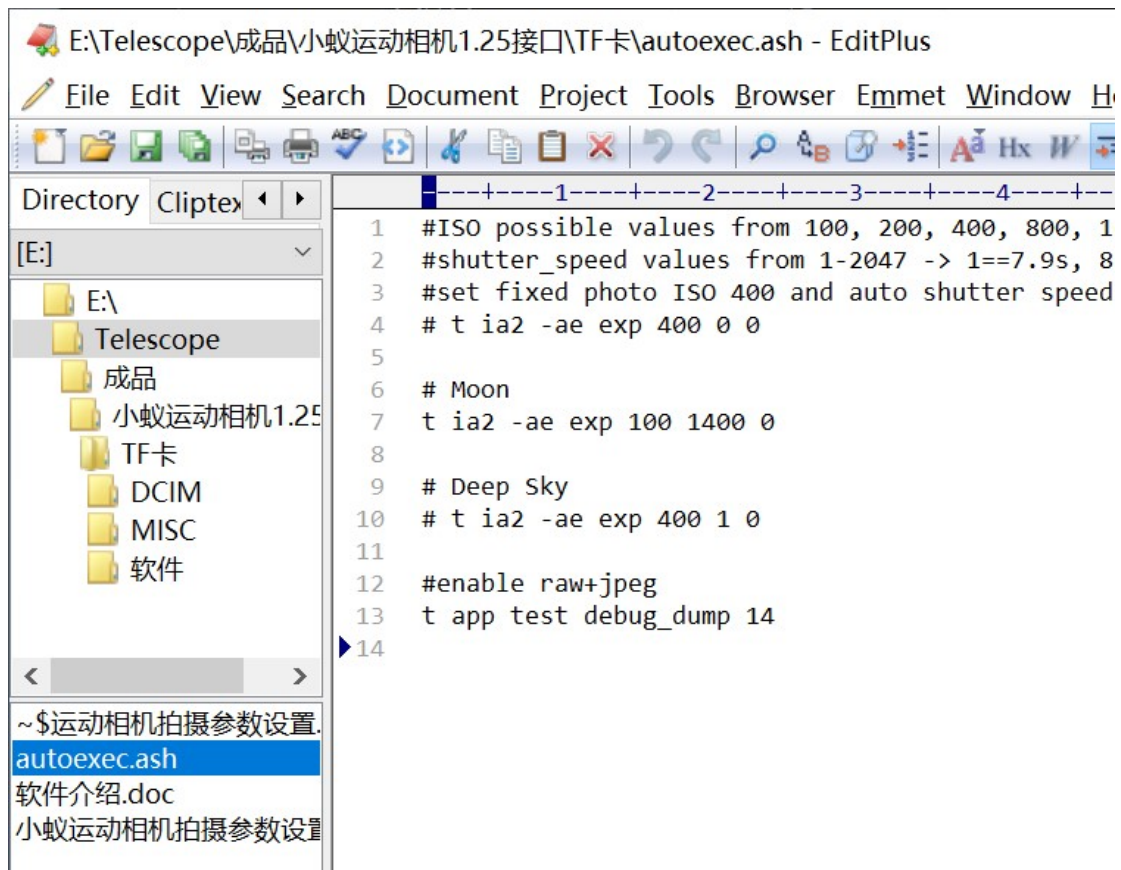 E:\Telescope\成品\小蚁运动相机1.25接口\TF卡\autoexec.ash - EditPlus
File Edit View Search Document Project Tools Browser Emmet Window
ABC
B A Hx W
Directory Cliptex
----+----1----+----2----+----3----+----4----+--
[E:]
E:\
Telescope
成品
小蚁运动相机1.25
TF卡
DCIM
MISC
软件
~$运动相机拍摄参数设置.
autoexec.ash
软件介绍.doc
小蚁运动相机拍摄参数设置
1 #ISO possible values from 100, 200, 400, 800, 1
2 #shutter_speed values from 1-2047 -> 1==7.9s, 8
3 #set fixed photo ISO 400 and auto shutter speed
4 # t ia2 -ae exp 400 0 0
5
6 # Moon
7 t ia2 -ae exp 100 1400 0
8
9 # Deep Sky
10 # t ia2 -ae exp 400 1 0
11
12 #enable raw+jpeg
13 t app test debug_dump 14
14